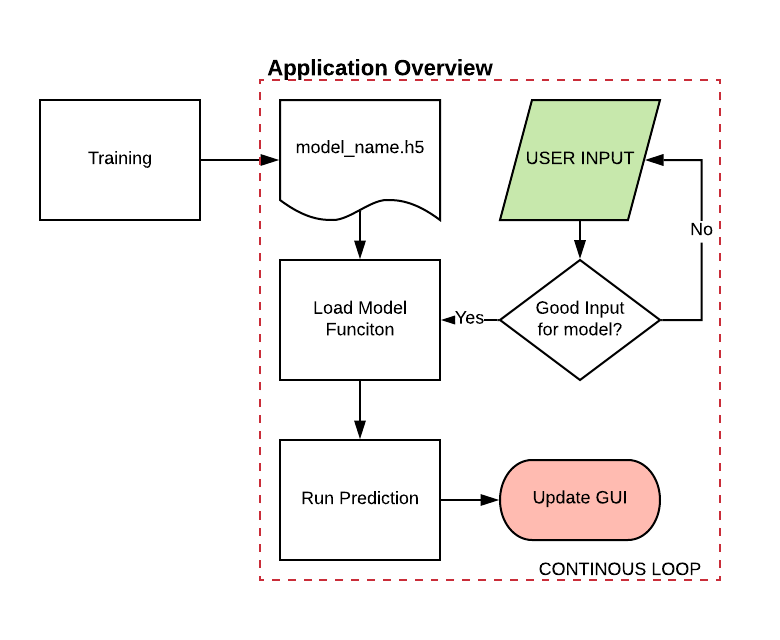 Application Overview
Training
model_name.h5
USER INPUT
No
Load Model
Funciton
Yes
Good Input
for model?
Run Prediction
Update GUI
CONTINOUS LOOP